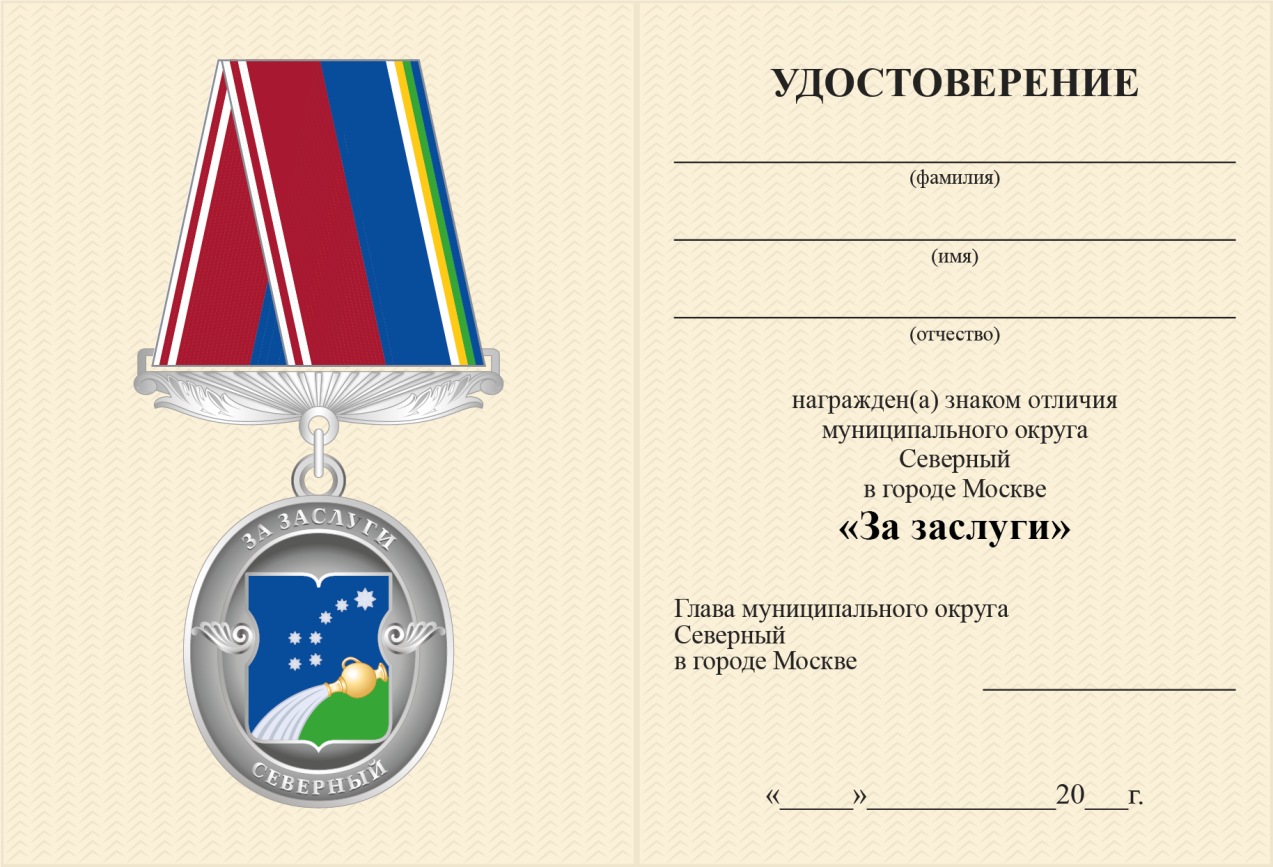 ЗА ЗАСЛУГИ
СЕВЕРНЫЙ
УДОСТОВЕРЕНИЕ
(фамилия)
(имя)
(отчество)
награжден(а) знаком отличия
муниципального округа
Северный
в городе Москве
«За заслуги»
Глава муниципального округа
Северный
в городе Москве
«_____»_____________20___г.